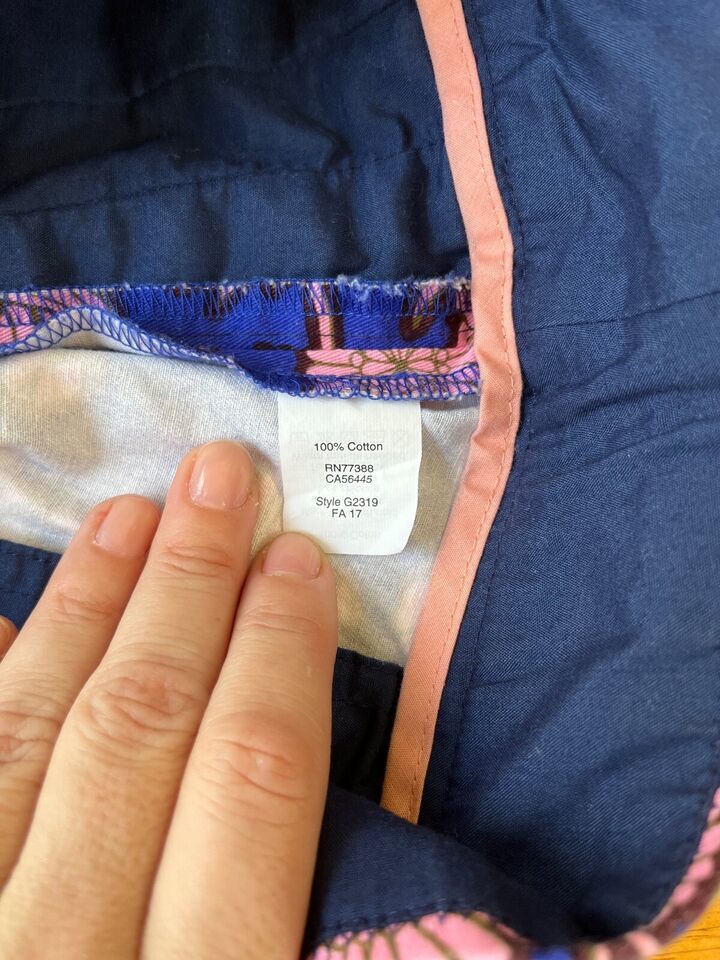 100% Cotton
RN77388
CA56445
Style G2319
FA 17